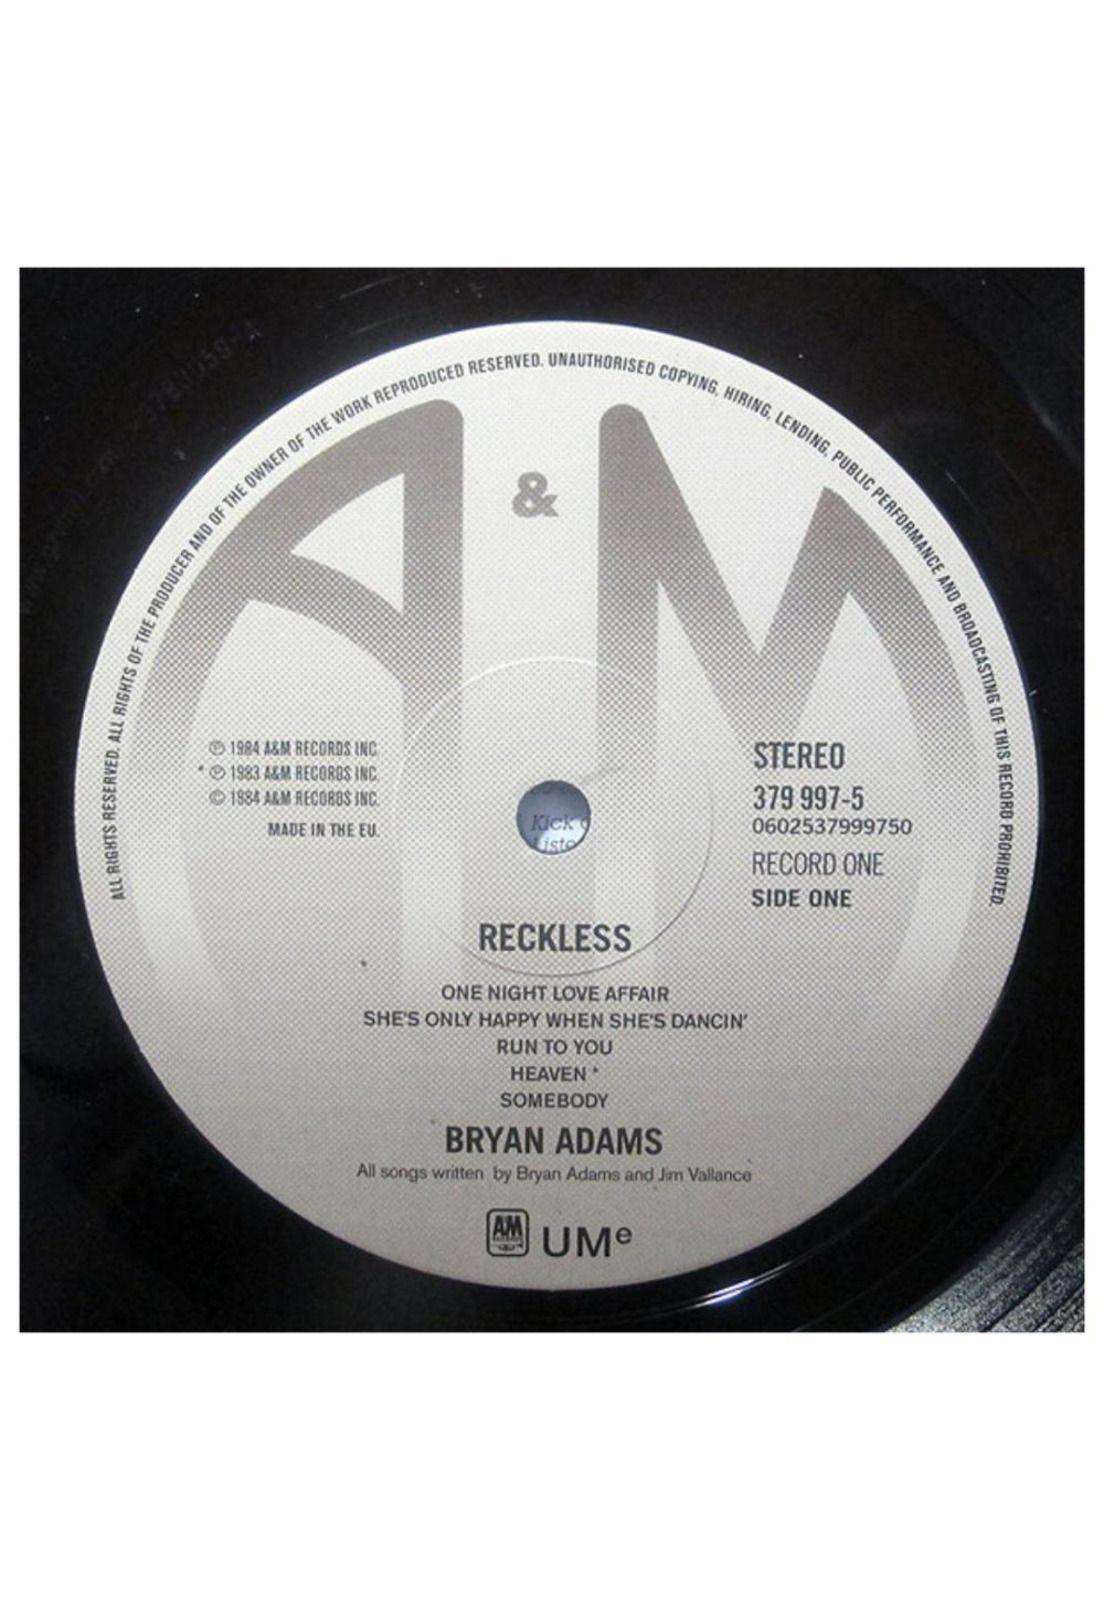 ALL RIGHTS RESERVED. ALL RIGHTS OF THE PRODUCER AND OF THE OWNER OF THE WORK REPRODUCED RESERVED. UNAUTHORISED COPYING, HIRING, LENDING, PUBLIC PERFORMANCE AND BROADCASTING OF THIS RECORD PROHIBITED.
A & M
℗ 1984 A&M RECORDS INC.
* ℗ 1983 A&M RECORDS INC.
© 1984 A&M RECORDS INC.
MADE IN THE EU.
STEREO
379 997-5
0602537999750
RECORD ONE
SIDE ONE
Kick
RECKLESS
ONE NIGHT LOVE AFFAIR
SHE'S ONLY HAPPY WHEN SHE'S DANCIN'
RUN TO YOU
HEAVEN *
SOMEBODY
BRYAN ADAMS
All songs written by Bryan Adams and Jim Vallance
A&M RECORDS UMe